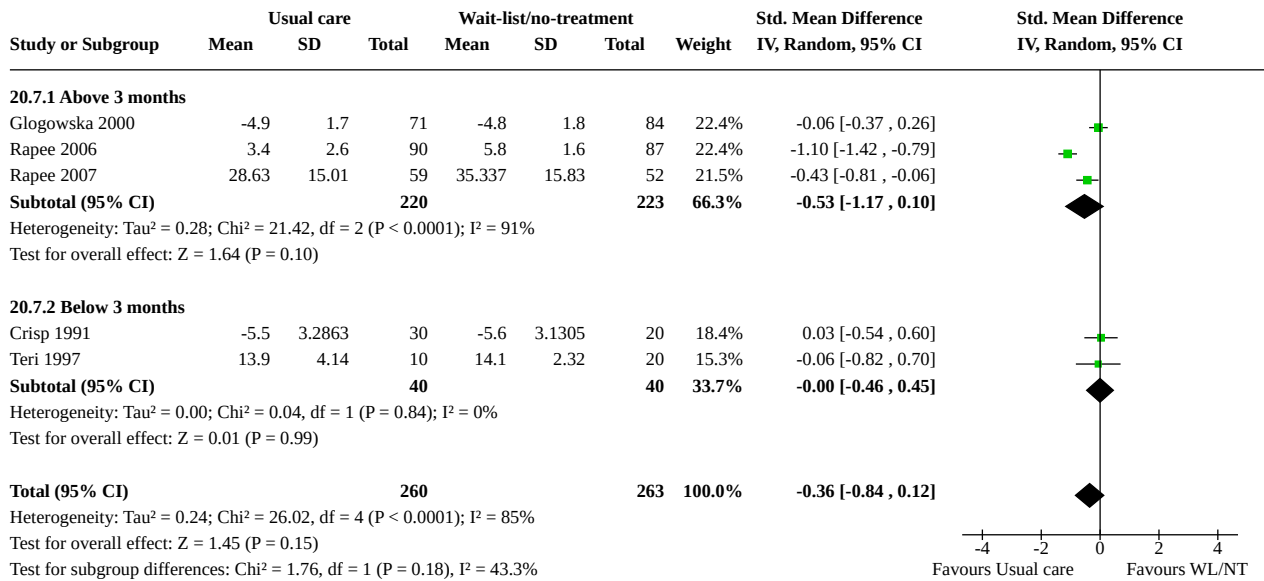 Usual care Wait-list/no-treatment Std. Mean Difference Std. Mean Difference
Study or Subgroup Mean SD Total Mean SD Total Weight IV, Random, 95% CI IV, Random, 95% CI
20.7.1 Above 3 months
Glogowska 2000 -4.9 1.7 71 -4.8 1.8 84 22.4% -0.06 [-0.37 , 0.26]
Rapee 2006 3.4 2.6 90 5.8 1.6 87 22.4% -1.10 [-1.42 , -0.79]
Rapee 2007 28.63 15.01 59 35.337 15.83 52 21.5% -0.43 [-0.81 , -0.06]
Subtotal (95% CI) 220 223 66.3% -0.53 [-1.17 , 0.10]
Heterogeneity: Tau² = 0.28; Chi² = 21.42, df = 2 (P < 0.0001); I² = 91%
Test for overall effect: Z = 1.64 (P = 0.10)
20.7.2 Below 3 months
Crisp 1991 -5.5 3.2863 30 -5.6 3.1305 20 18.4% 0.03 [-0.54 , 0.60]
Teri 1997 13.9 4.14 10 14.1 2.32 20 15.3% -0.06 [-0.82 , 0.70]
Subtotal (95% CI) 40 40 33.7% -0.00 [-0.46 , 0.45]
Heterogeneity: Tau² = 0.00; Chi² = 0.04, df = 1 (P = 0.84); I² = 0%
Test for overall effect: Z = 0.01 (P = 0.99)
Total (95% CI) 260 263 100.0% -0.36 [-0.84 , 0.12]
Heterogeneity: Tau² = 0.24; Chi² = 26.02, df = 4 (P < 0.0001); I² = 85%
Test for overall effect: Z = 1.45 (P = 0.15)
-4 -2 0 2 4
Test for subgroup differences: Chi² = 1.76, df = 1 (P = 0.18), I² = 43.3%
Favours Usual care Favours WL/NT